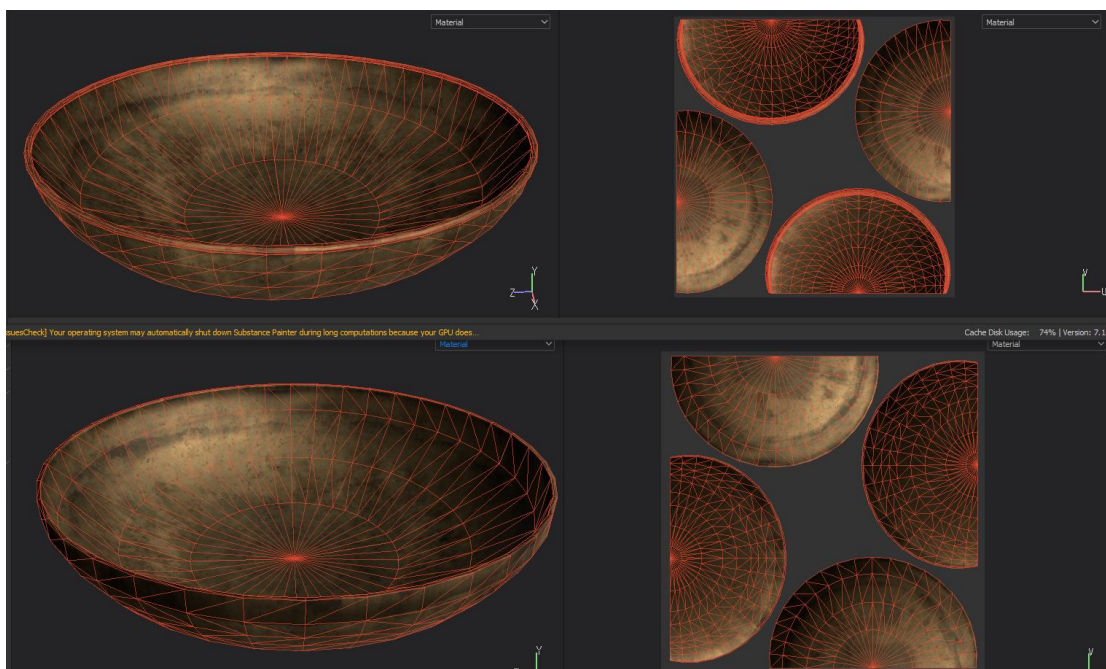 Material
Material
Y
Z
X
V
U
suesCheck] Your operating system may automatically shut down Substance Painter during long computations because your GPU does...
Cache Disk Usage: 74% | Version: 7.1
Material
Material
Y
V